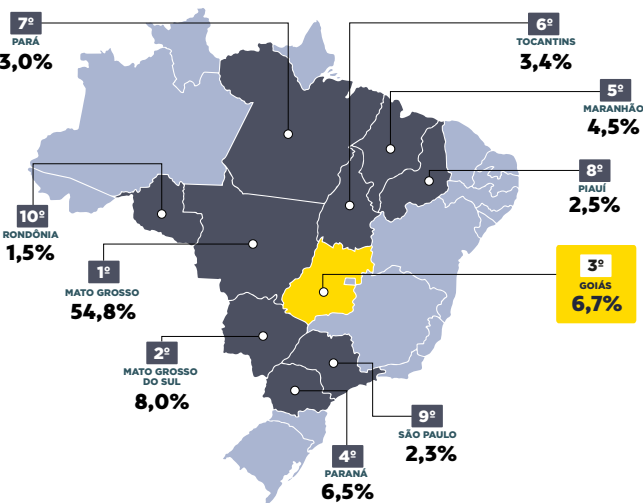 7º
PARÁ
3,0%
6º
TOCANTINS
3,4%
5º
MARANHÃO
4,5%
8º
PIAUÍ
2,5%
10º
RONDÔNIA
1,5%
1º
MATO GROSSO
54,8%
3º
GOIÁS
6,7%
2º
MATO GROSSO
DO SUL
8,0%
9º
SÃO PAULO
2,3%
4º
PARANÁ
6,5%